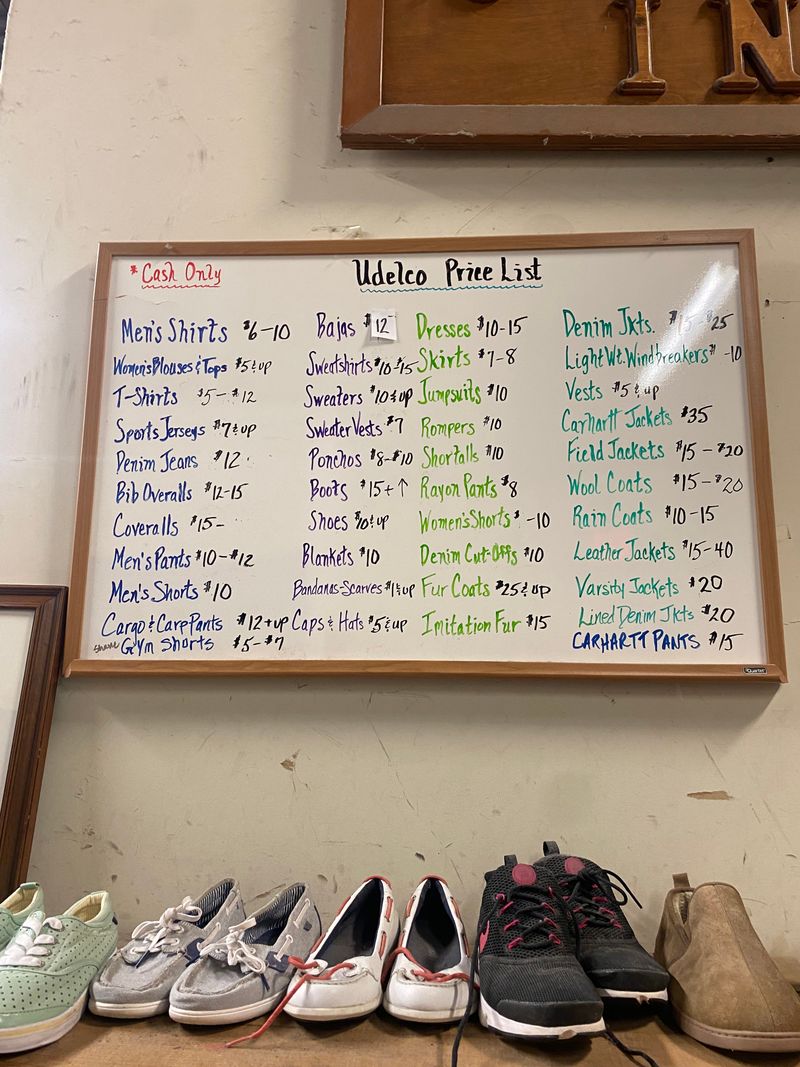 IN
* Cash Only
Udelco Price List
Men's Shirts $6-10
Women's Blouses & Tops $5 & up
T-Shirts $5-$12
Sports Jerseys $7 & up
Denim Jeans $12
Bib Overalls $12-15
Coveralls $15-
Men's Pants $10-$12
Men's Shorts $10
Cargo & Carp Pants $12+up
Gym Shorts $5-$7
Bajas $12
Sweatshirts $10-$15
Sweaters $10 & up
Sweater Vests $7
Ponchos $8-$10
Boots $15+↑
Shoes $10 & up
Blankets $10
Bandanas-Scarves $1 & up
Caps & Hats $5 & up
Dresses $10-15
Skirts $7-8
Jumpsuits $10
Rompers $10
Shortalls $10
Rayon Pants $8
Women's Shorts $ -10
Denim Cut-Offs $10
Fur Coats $25 & up
Imitation Fur $15
Denim Jkts. $15-$25
Light Wt. Windbreakers $ -10
Vests $5 & up
Carhartt Jackets $35
Field Jackets $15-$20
Wool Coats $15-$20
Rain Coats $10-15
Leather Jackets $15-40
Varsity Jackets $20
Lined Denim Jkts $20
CARHARTT PANTS $15
Quartet